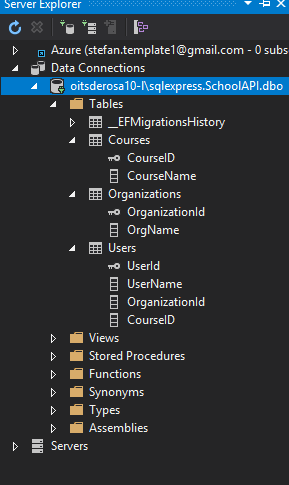 Server Explorer
Azure (stefan.template1@gmail.com - 0 subs
Data Connections
oitsderosa10-l\sqlexpress.SchoolAPI.dbo
Tables
__EFMigrationsHistory
Courses
CourseID
CourseName
Organizations
OrganizationId
OrgName
Users
UserId
UserName
OrganizationId
CourseID
Views
Stored Procedures
Functions
Synonyms
Types
Assemblies
Servers